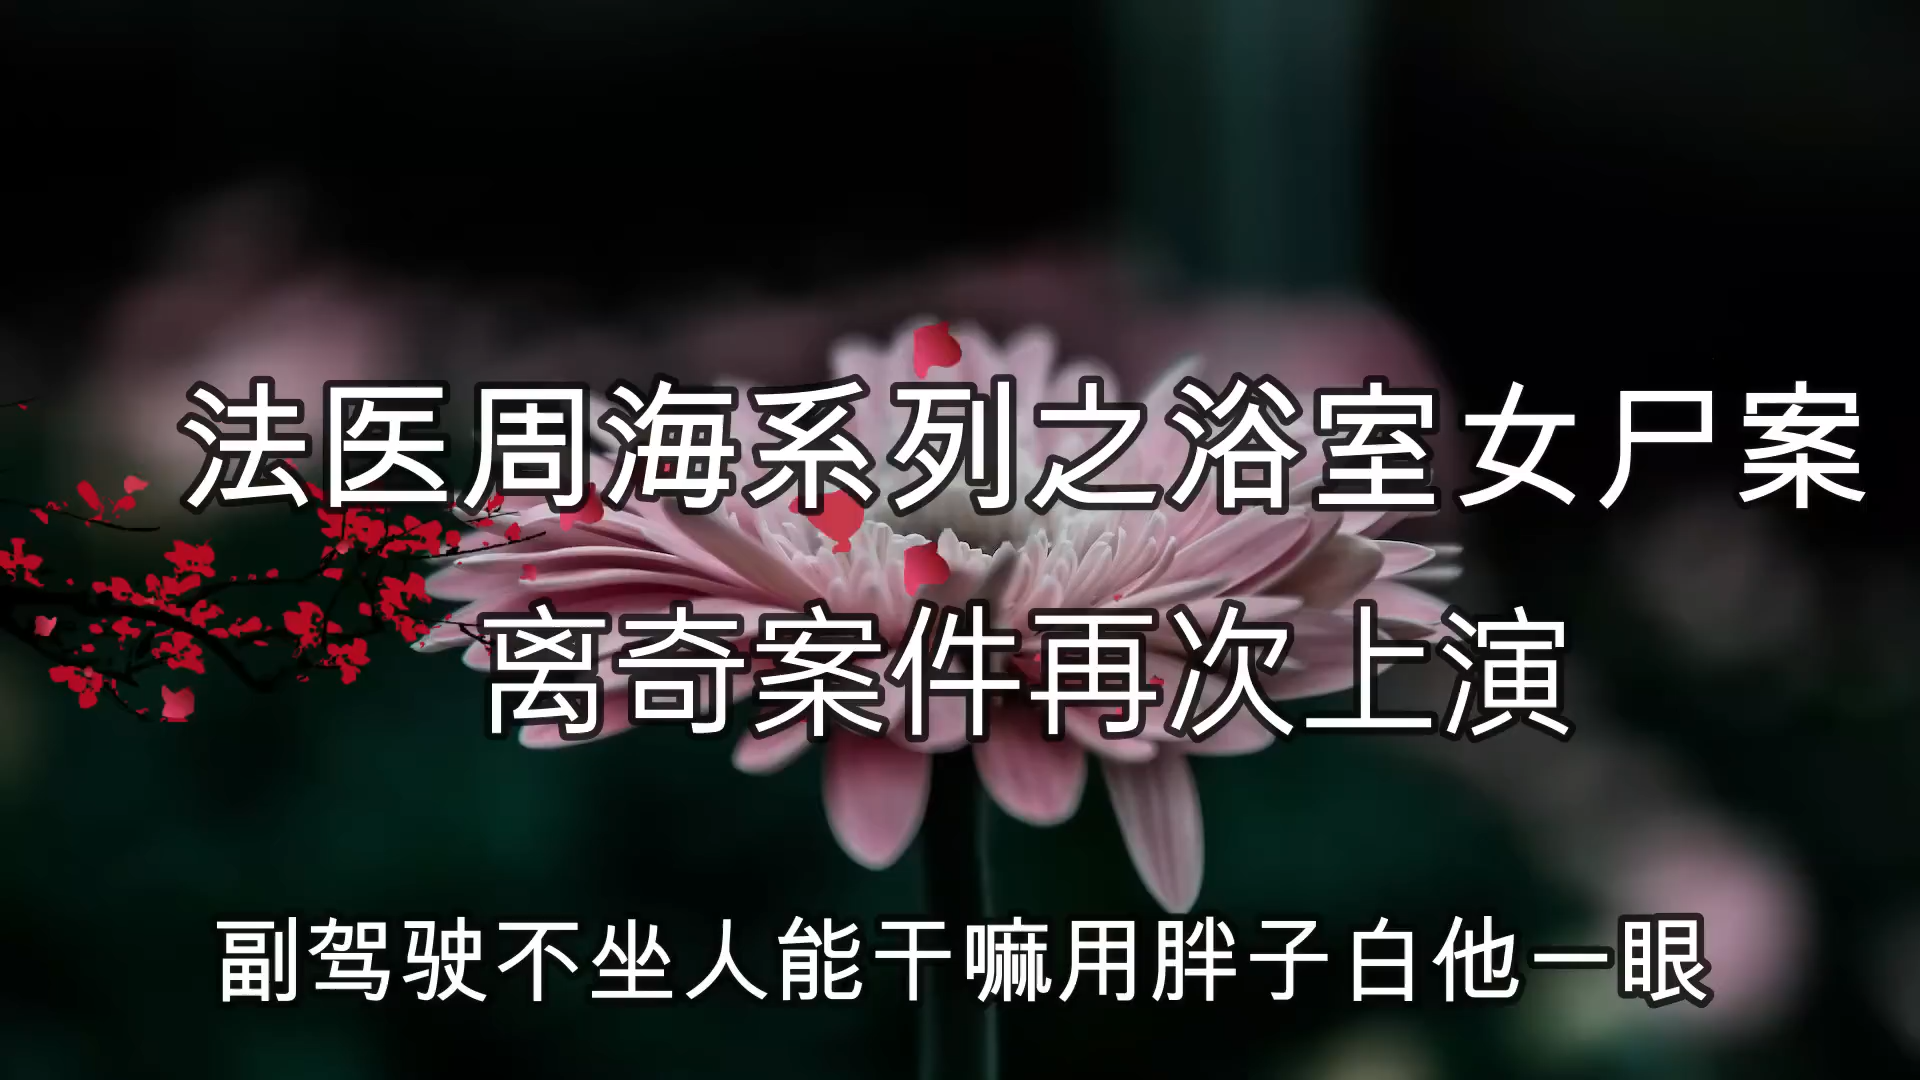 法医周海系列之浴室女尸案
离奇案件再次上演
副驾驶不坐人能干嘛用胖子白他一眼